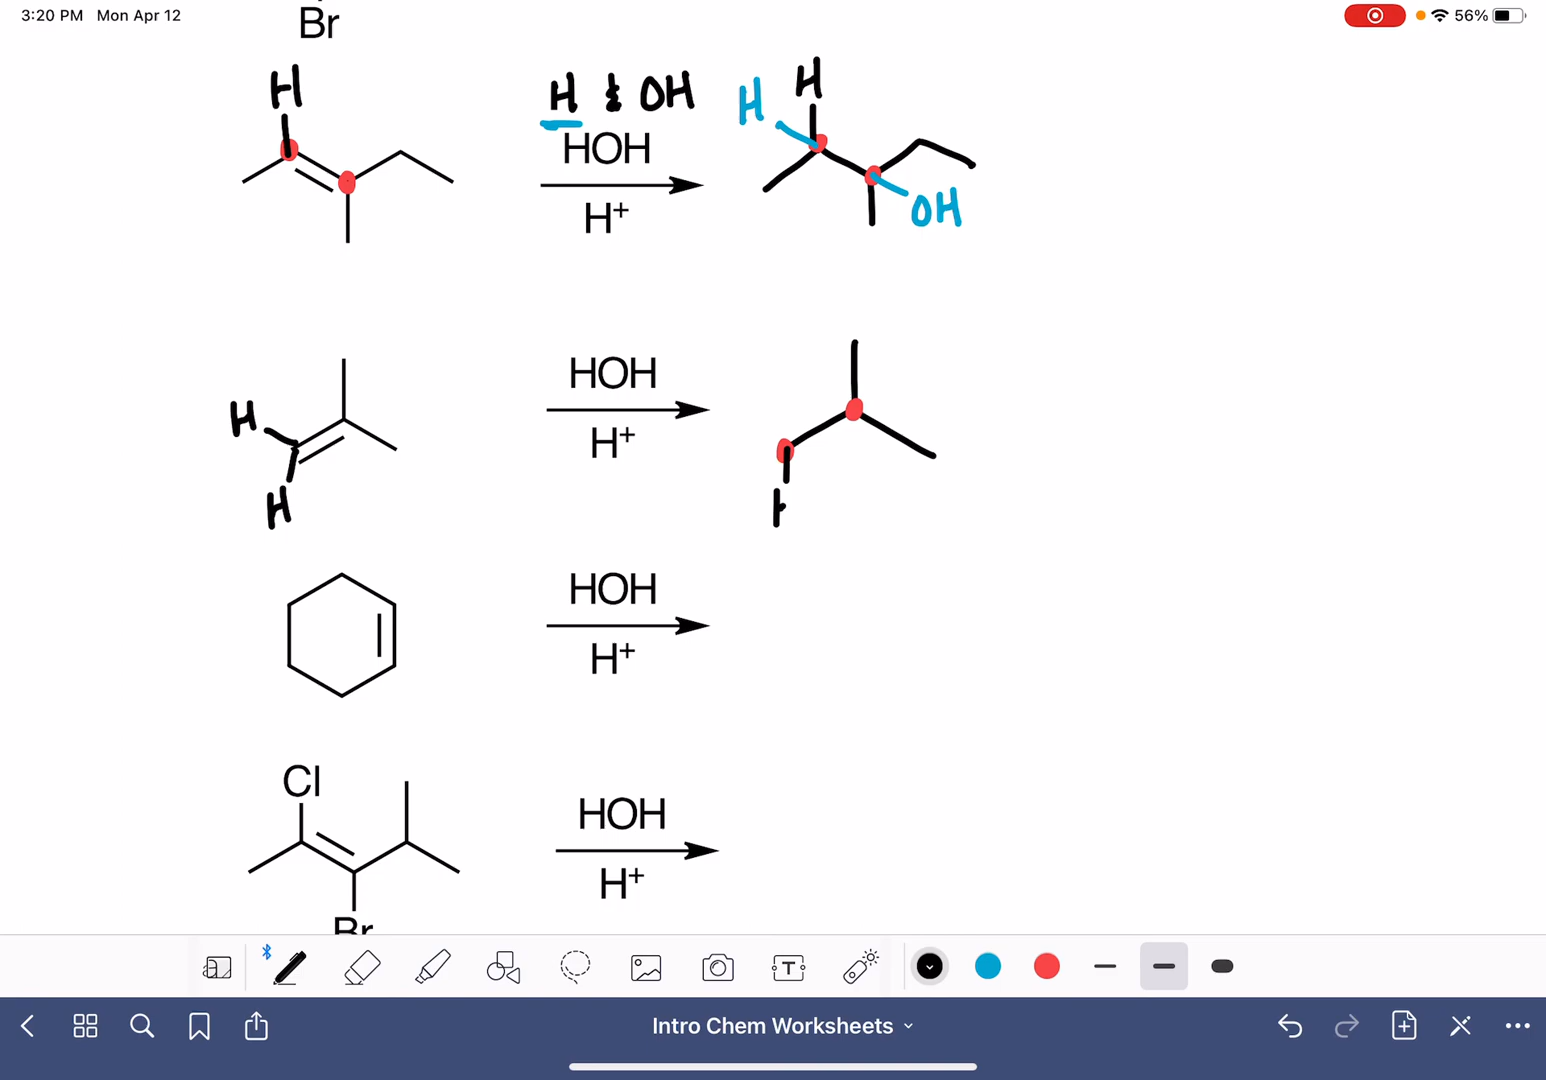 3:20 PM Mon Apr 12
56%
Br
H
H & OH
HOH
H+
H
H
OH
H
H
HOH
H+
HOH
H+
Cl
Br
HOH
H+
T
Intro Chem Worksheets